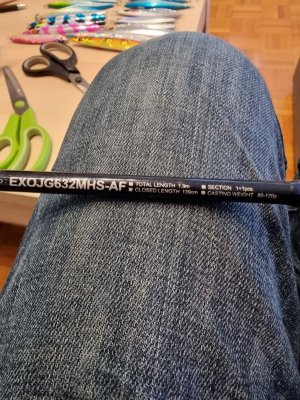 EXOJG632MHS-AF ■ TOTAL LENGTH 1.9m ■ SECTION 1+1pcs.
■ CLOSED LENGTH 139cm ■ CASTING WEIGHT 60-120g